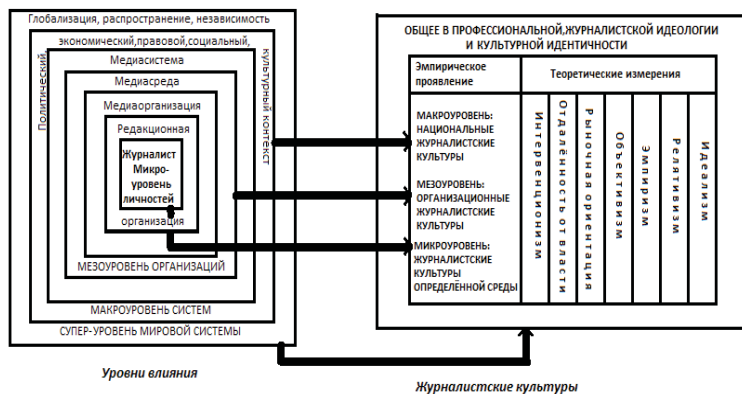 Глобализация, распространение, независимость
Политический,
экономический,правовой,социальный,
культурный контекст
Медиасистема
Медиасреда
Медиаорганизация
Редакционная
Журналист
Микро-
уровень
личностей
организация
МЕЗОУРОВЕНЬ ОРГАНИЗАЦИЙ
МАКРОУРОВЕНЬ СИСТЕМ
СУПЕР-УРОВЕНЬ МИРОВОЙ СИСТЕМЫ
Уровни влияния
ОБЩЕЕ В ПРОФЕССИОНАЛЬНОЙ,ЖУРНАЛИСТСКОЙ ИДЕОЛОГИИ
И КУЛЬТУРНОЙ ИДЕНТИЧНОСТИ
Эмпирическое
проявление
Теоретические измерения
МАКРОУРОВЕНЬ:
НАЦИОНАЛЬНЫЕ
ЖУРНАЛИСТСКИЕ
КУЛЬТУРЫ
МЕЗОУРОВЕНЬ:
ОРГАНИЗАЦИОННЫЕ
ЖУРНАЛИСТСКИЕ
КУЛЬТУРЫ
МИКРОУРОВЕНЬ:
ЖУРНАЛИСТСКИЕ
КУЛЬТУРЫ
ОПРЕДЕЛЁННОЙ СРЕДЫ
Интервенционизм
Отдалённость от власти
Рыночная ориентация
Объективизм
Эмпиризм
Релятивизм
Идеализм
Журналистские культуры